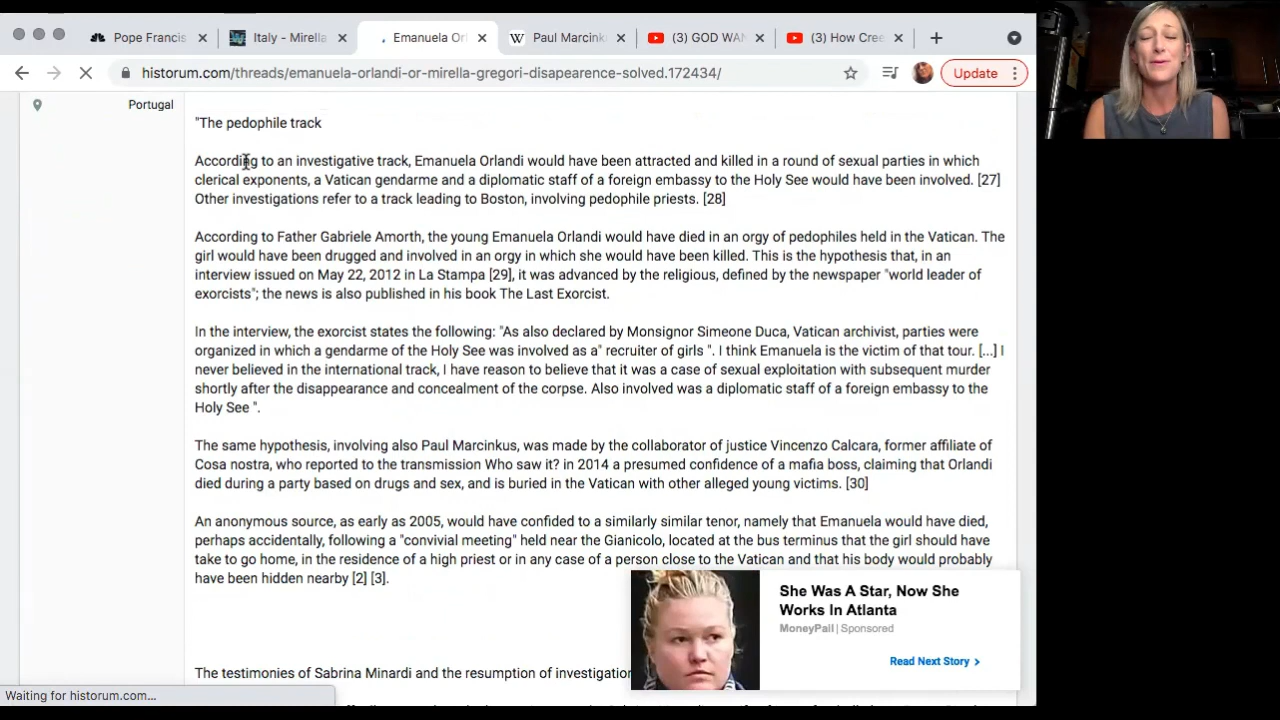 Pope Francis
Italy - Mirella
Emanuela Orl
W Paul Marcinku
(3) GOD WAN
(3) How Cree
historum.com/threads/emanuela-orlandi-or-mirella-gregori-disapearence-solved.172434/
Update
Portugal
"The pedophile track
According to an investigative track, Emanuela Orlandi would have been attracted and killed in a round of sexual parties in which
clerical exponents, a Vatican gendarme and a diplomatic staff of a foreign embassy to the Holy See would have been involved. [27]
Other investigations refer to a track leading to Boston, involving pedophile priests. [28]
According to Father Gabriele Amorth, the young Emanuela Orlandi would have died in an orgy of pedophiles held in the Vatican. The
girl would have been drugged and involved in an orgy in which she would have been killed. This is the hypothesis that, in an
interview issued on May 22, 2012 in La Stampa [29], it was advanced by the religious, defined by the newspaper "world leader of
exorcists"; the news is also published in his book The Last Exorcist.
In the interview, the exorcist states the following: "As also declared by Monsignor Simeone Duca, Vatican archivist, parties were
organized in which a gendarme of the Holy See was involved as a" recruiter of girls ". I think Emanuela is the victim of that tour. [...] I
never believed in the international track, I have reason to believe that it was a case of sexual exploitation with subsequent murder
shortly after the disappearance and concealment of the corpse. Also involved was a diplomatic staff of a foreign embassy to the
Holy See ".
The same hypothesis, involving also Paul Marcinkus, was made by the collaborator of justice Vincenzo Calcara, former affiliate of
Cosa nostra, who reported to the transmission Who saw it? in 2014 a presumed confidence of a mafia boss, claiming that Orlandi
died during a party based on drugs and sex, and is buried in the Vatican with other alleged young victims. [30]
An anonymous source, as early as 2005, would have confided to a similarly similar tenor, namely that Emanuela would have died,
perhaps accidentally, following a "convivial meeting" held near the Gianicolo, located at the bus terminus that the girl should have
take to go home, in the residence of a high priest or in any case of a person close to the Vatican and that his body would probably
have been hidden nearby [2] [3].
She Was A Star, Now She
Works In Atlanta
MoneyPail | Sponsored
Read Next Story
The testimonies of Sabrina Minardi and the resumption of investigation
Waiting for historum.com...